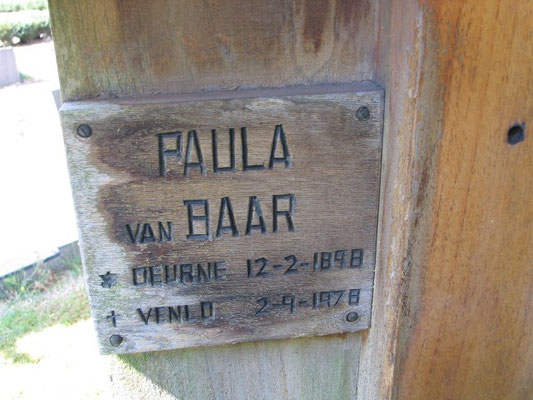 PAULA
VAN BAAR
* DEURNE 12-2-1898
† VENLO 2-9-1978